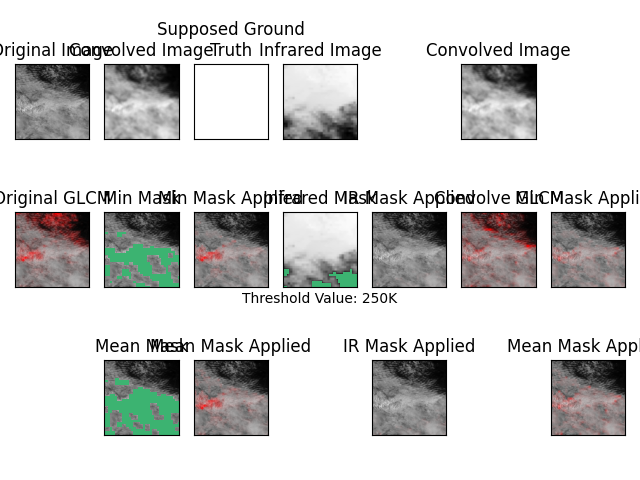 Original Image
Convolved Image
Supposed Ground
Truth
Infrared Image
Convolved Image
Original GLCM
Min Mask
Min Mask Applied
Infrared Mask
IR Mask Applied
Convolve GLCM
Min Mask Appli
Threshold Value: 250K
Mean Mask
Mean Mask Applied
IR Mask Applied
Mean Mask Appl